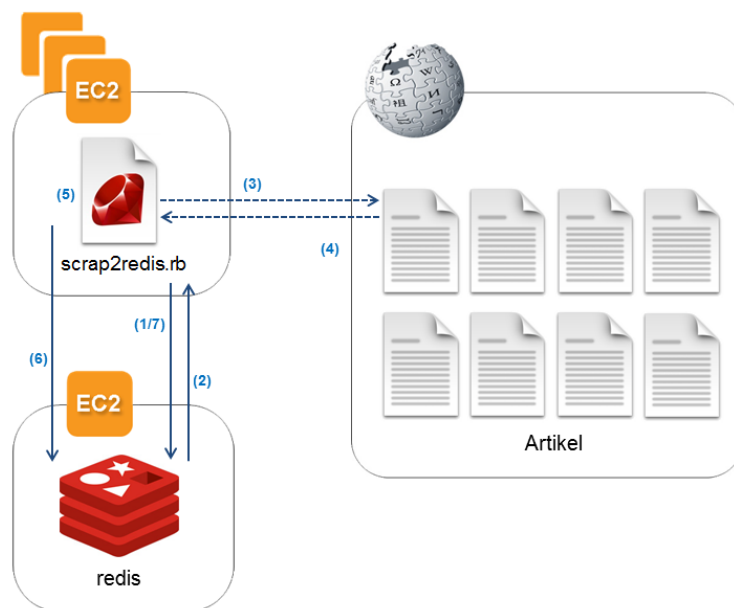 EC2
(5)
(3)
(4)
scrap2redis.rb
(1/7)
(6)
(2)
EC2
Artikel
redis